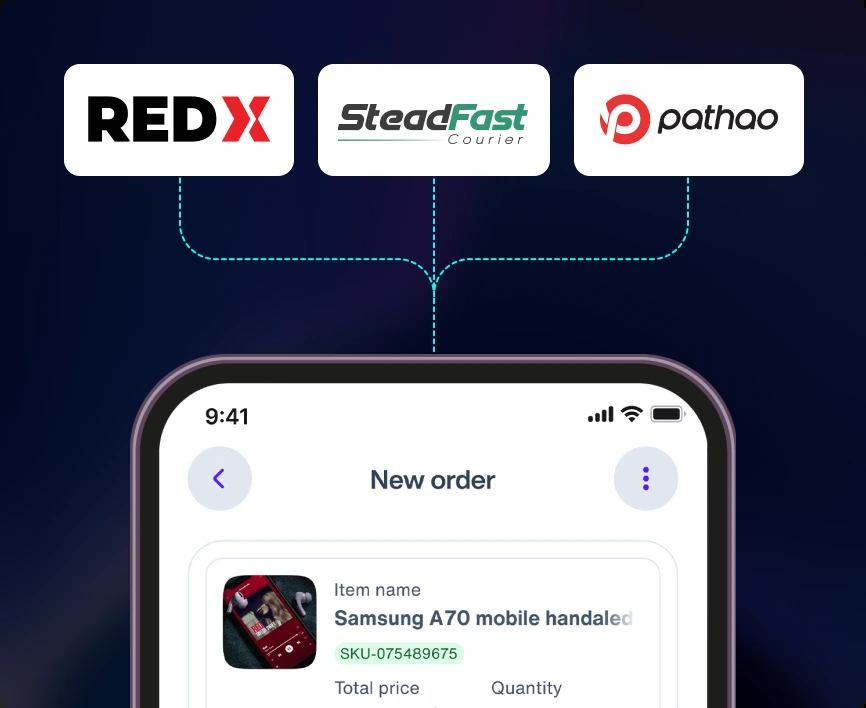 REDX
SteadFast
Courier
pathao
9:41
New order
Item name
Samsung A70 mobile handaled
SKU-075489675
Total price
Quantity